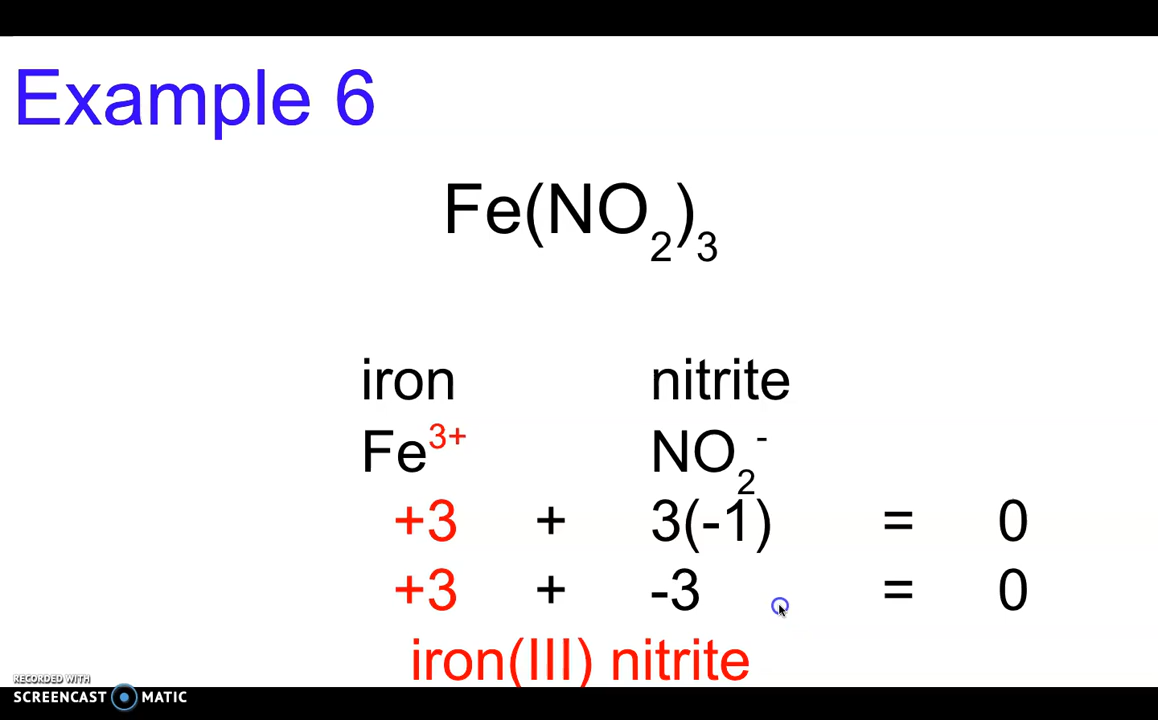 Example 6
Fe(NO₂)₃
iron nitrite
Fe³⁺ NO₂⁻
+3 + 3(-1) = 0
+3 + -3 = 0
iron(III) nitrite
RECORDED WITH
SCREENCAST MATIC